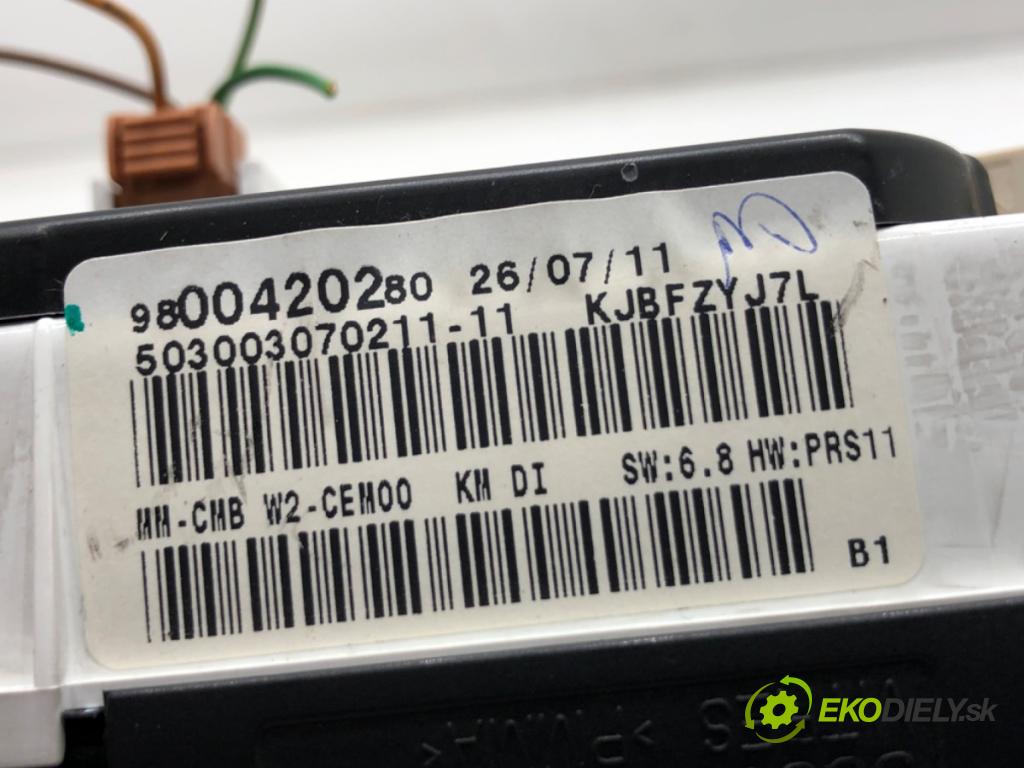 9800420280 26/07/11
503003070211-11 KJBFZYJ7L
MM-CMB W2-CEM00 KM DI SW:6.8 HW:PRS11
B1
>PMMA<
EKODIELY.sk